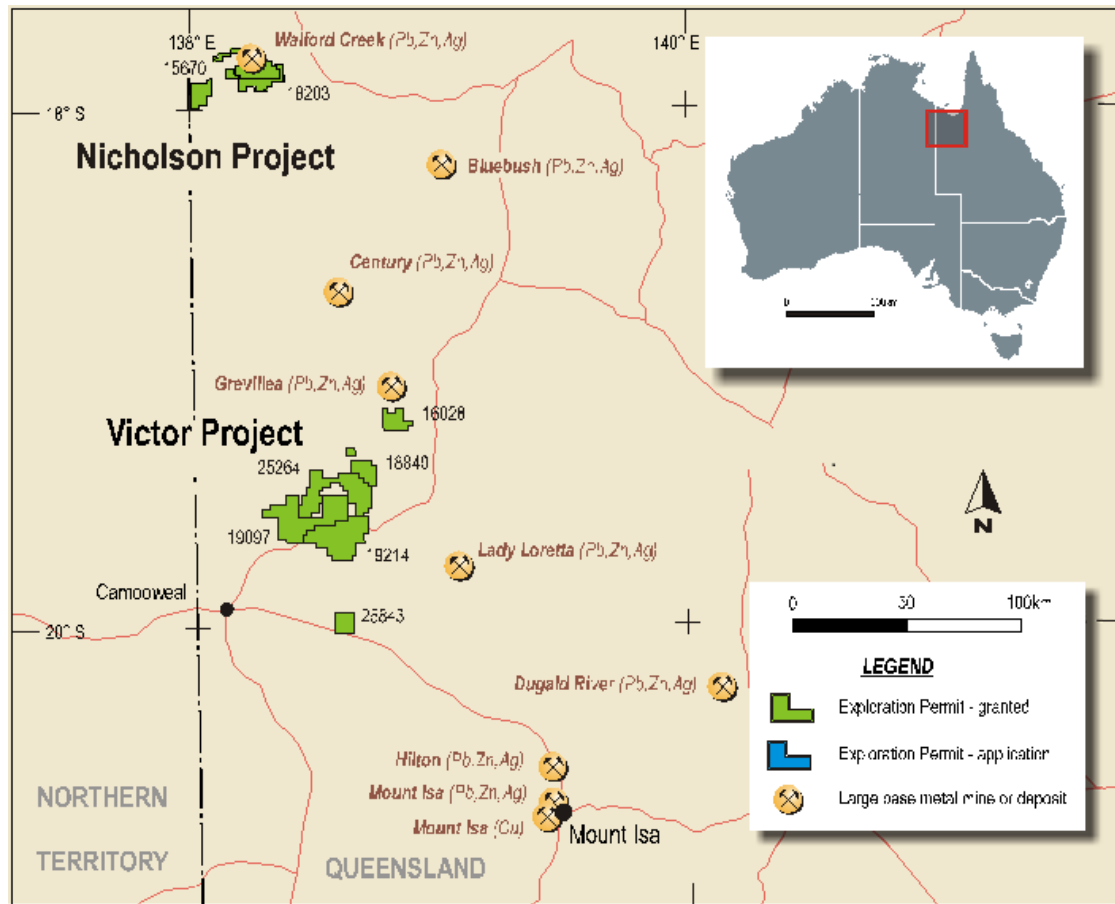 138° E
Walford Creek (Pb,Zn,Ag)
140° E
15670
18203
18° S
Nicholson Project
Bluebush (Pb,Zn,Ag)
Century (Pb,Zn,Ag)
0
Grevillea (Pb,Zn,Ag)
16028
Victor Project
25264
18840
N
19097
19214
Lady Loretta (Pb,Zn,Ag)
Camooweal
20° S
0 50 100km
LEGEND
Dugald River (Pb,Zn,Ag)
Exploration Permit - granted
Exploration Permit - application
Hilton (Pb,Zn,Ag)
Mount Isa (Pb,Zn,Ag)
Large base metal mine or deposit
Mount Isa (Cu)
Mount Isa
NORTHERN
TERRITORY
QUEENSLAND